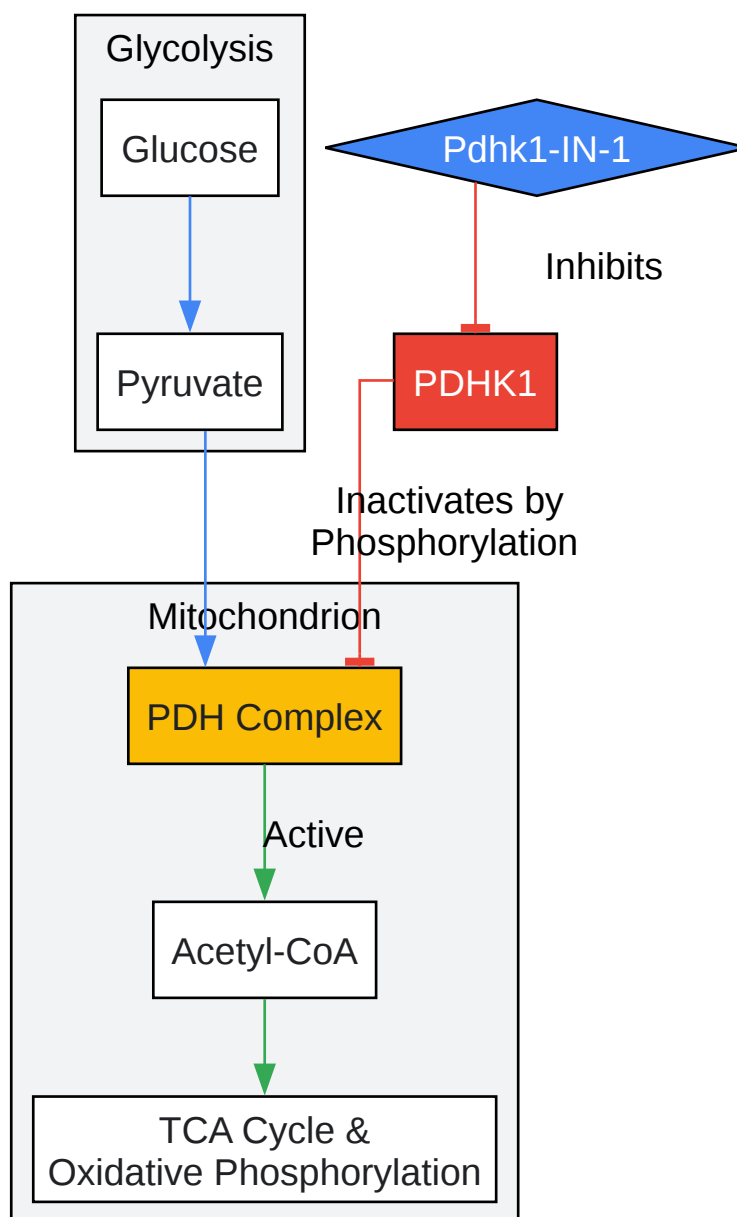 Glycolysis
Glucose
Pdhk1-IN-1
Inhibits
Pyruvate
PDHK1
Inactivates by
Phosphorylation
Mitochondrion
PDH Complex
Active
Acetyl-CoA
TCA Cycle &
Oxidative Phosphorylation